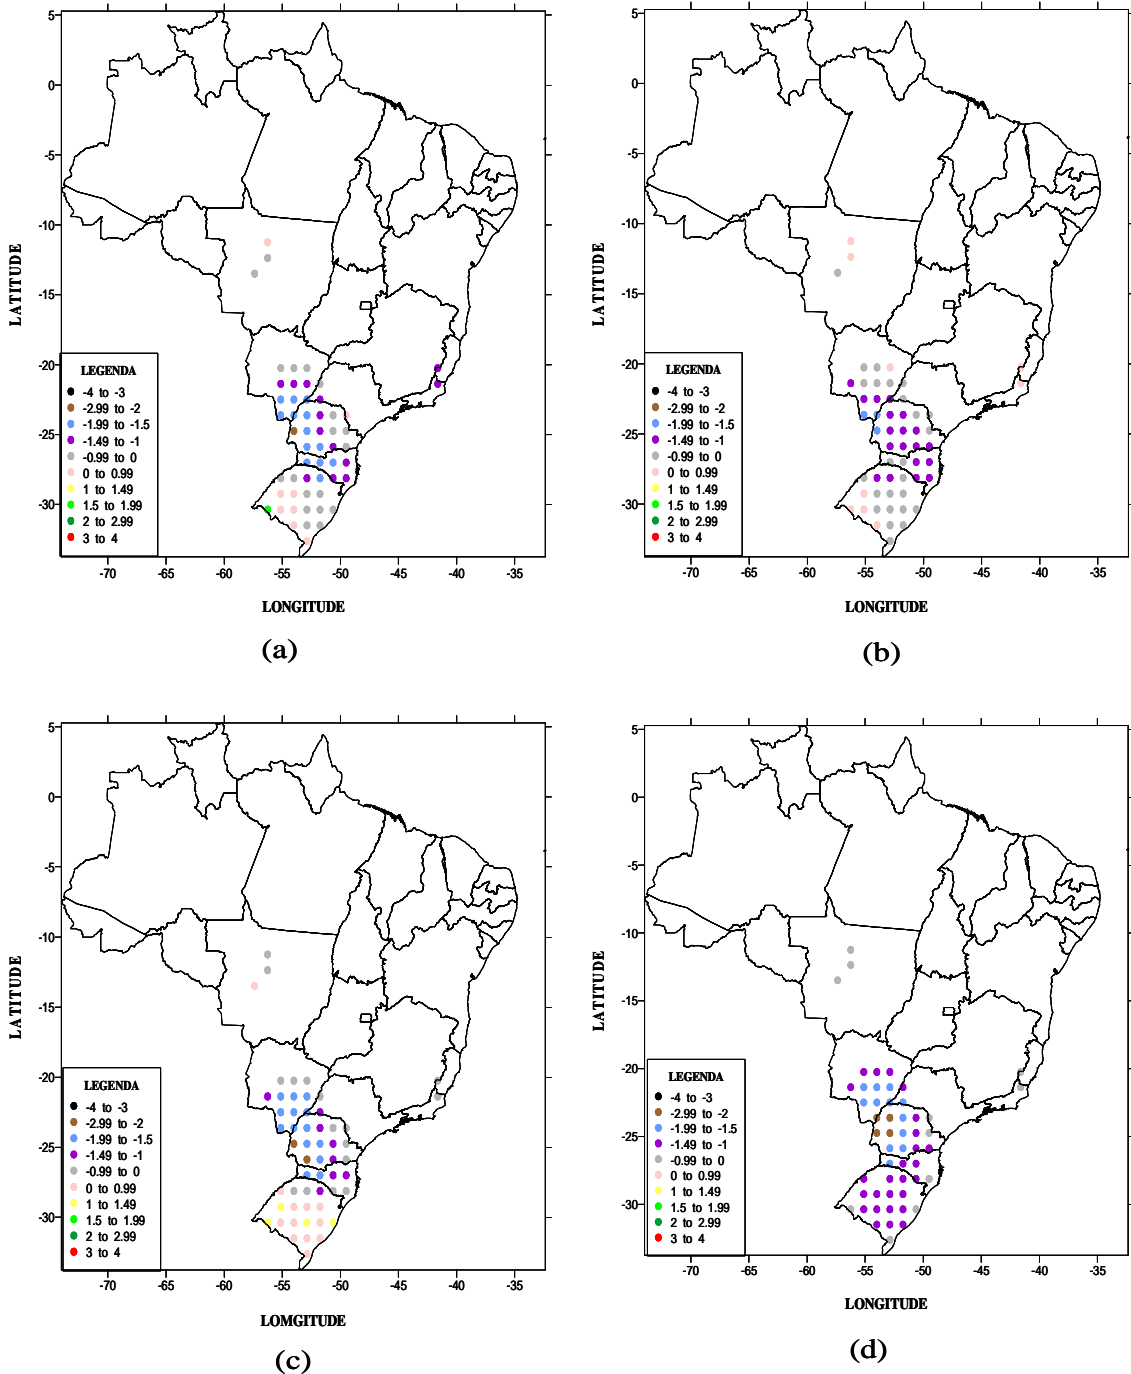 5
0
-5
-10
-15
-20
-25
-30
LATITUDE
LEGENDA
-4 to -3
-2.99 to -2
-1.99 to -1.5
-1.49 to -1
-0.99 to 0
0 to 0.99
1 to 1.49
1.5 to 1.99
2 to 2.99
3 to 4
-70 -65 -60 -55 -50 -45 -40 -35
LONGITUDE
(a)
5
0
-5
-10
-15
-20
-25
-30
LATITUDE
LEGENDA
-4 to -3
-2.99 to -2
-1.99 to -1.5
-1.49 to -1
-0.99 to 0
0 to 0.99
1 to 1.49
1.5 to 1.99
2 to 2.99
3 to 4
-70 -65 -60 -55 -50 -45 -40 -35
LONGITUDE
(b)
5
0
-5
-10
-15
-20
-25
-30
LATITUDE
LEGENDA
-4 to -3
-2.99 to -2
-1.99 to -1.5
-1.49 to -1
-0.99 to 0
0 to 0.99
1 to 1.49
1.5 to 1.99
2 to 2.99
3 to 4
-70 -65 -60 -55 -50 -45 -40 -35
LOMGITUDE
(c)
5
0
-5
-10
-15
-20
-25
-30
LATITUDE
LEGENDA
-4 to -3
-2.99 to -2
-1.99 to -1.5
-1.49 to -1
-0.99 to 0
0 to 0.99
1 to 1.49
1.5 to 1.99
2 to 2.99
3 to 4
-70 -65 -60 -55 -50 -45 -40 -35
LONGITUDE
(d)